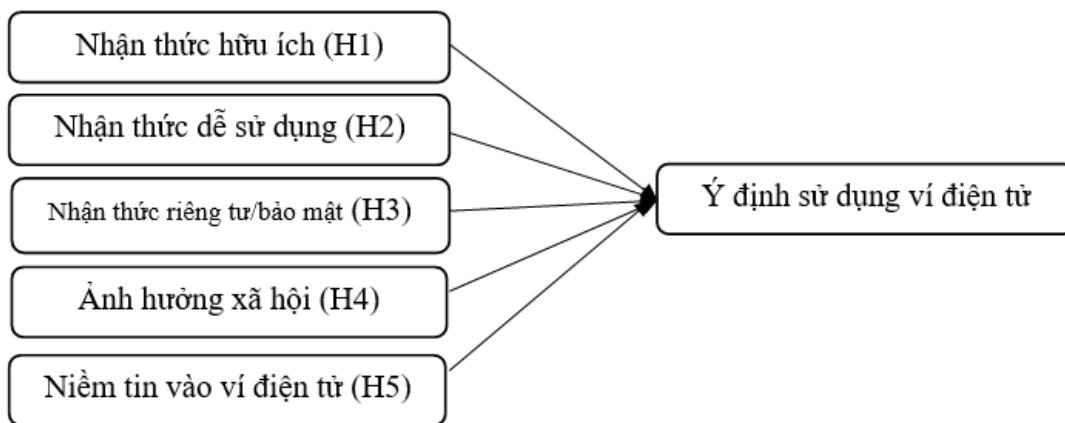 Nhận thức hữu ích (H1)
Nhận thức dễ sử dụng (H2)
Nhận thức riêng tư/bảo mật (H3)
Ảnh hưởng xã hội (H4)
Niềm tin vào ví điện tử (H5)
Ý định sử dụng ví điện tử